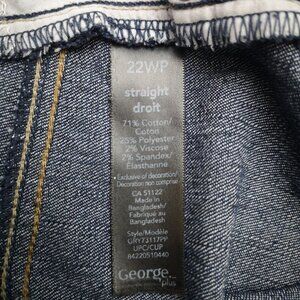 22WP
straight
droit
71% Cotton/
Coton
25% Polyester
2% Viscose
2% Spandex/
Élasthanne
Exclusive of decoration/
Décoration non comprise
CA 51122
Made in
Bangladesh/
Fabriqué au
Bangladesh
Style/Modèle
UPC/CUP
George
plus